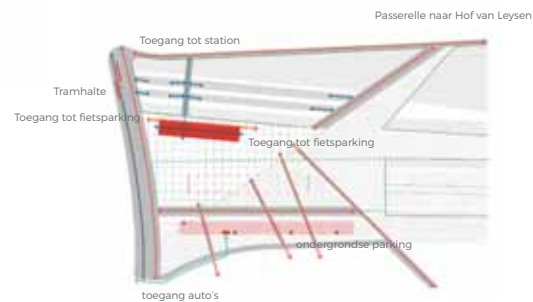 Passerelle naar Hof van Leysen
Toegang tot station
Tramhalte
Toegang tot fietsparking
Toegang tot fietsparking
ondergrondse parking
toegang auto's